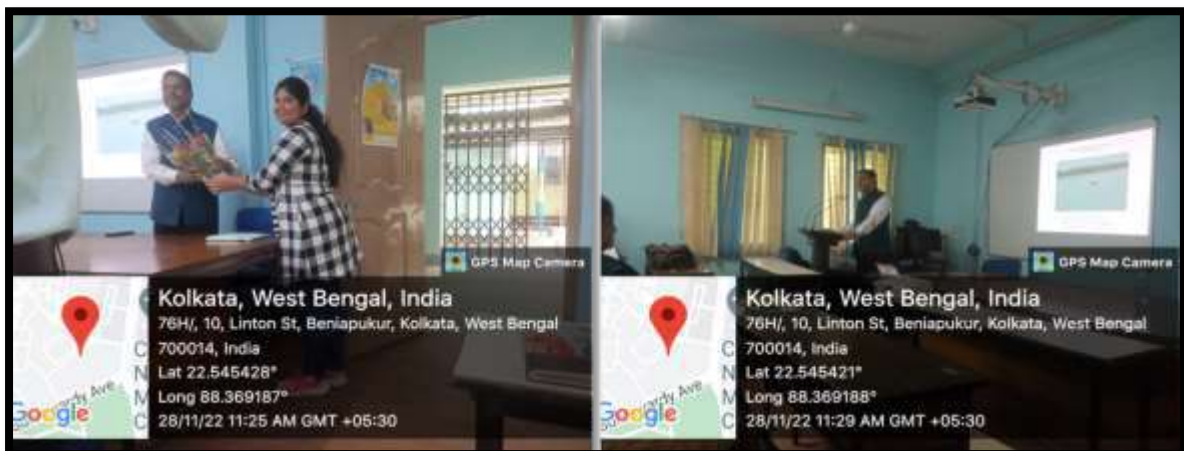 GPS Map Camera
Kolkata, West Bengal, India
76H/, 10, Linton St, Beniapukur, Kolkata, West Bengal
700014, India
Lat 22.545428°
Long 88.369187°
28/11/22 11:25 AM GMT +05:30
Google
GPS Map Camera
Kolkata, West Bengal, India
76H/, 10, Linton St, Beniapukur, Kolkata, West Bengal
700014, India
Lat 22.545421°
Long 88.369188°
28/11/22 11:29 AM GMT +05:30
Google